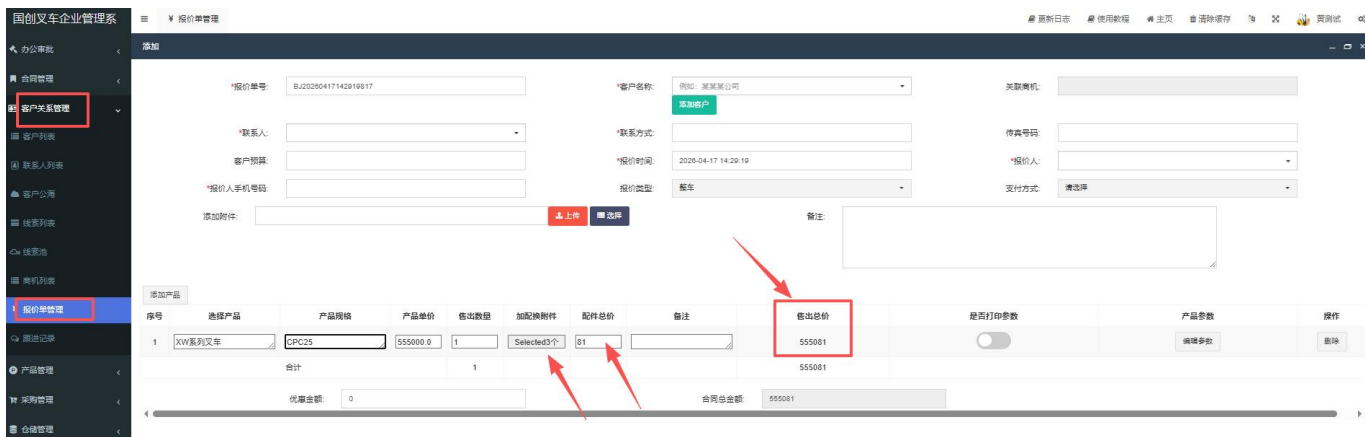 国创叉车企业管理系
¥ 报价单管理
更新日志 使用教程 主页 清除缓存 黄测试
办公审批
合同管理
客户关系管理
客户列表
联系人列表
客户公海
线索列表
线索池
商机列表
报价单管理
跟进记录
产品管理
采购管理
仓储管理
添加
*报价单号: BJ20260417142919817 *客户名称: 例如: 某某某公司 关联商机:
添加客户
*联系人: *联系方式: 传真号码:
客户预算: *报价时间: 2026-04-17 14:29:19 *报价人:
*报价人手机号码: 报价类型: 整车 支付方式: 请选择
添加附件: 上传 选择 备注:
添加产品
序号 选择产品 产品规格 产品单价 售出数量 加配换附件 配件总价 备注 售出总价 是否打印参数 产品参数 操作
1 XW系列叉车 CPC25 555000.0 1 Selected3个 81 555081 编辑参数 删除
合计 1 555081
优惠金额: 0 合同总金额: 555081